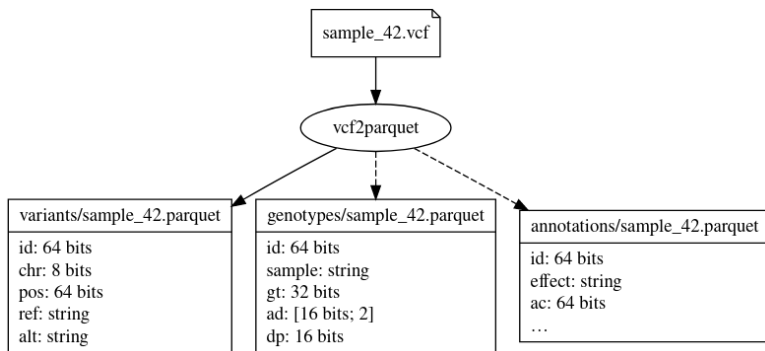 sample_42.vcf
vcf2parquet
variants/sample_42.parquet
id: 64 bits
chr: 8 bits
pos: 64 bits
ref: string
alt: string
genotypes/sample_42.parquet
id: 64 bits
sample: string
gt: 32 bits
ad: [16 bits; 2]
dp: 16 bits
annotations/sample_42.parquet
id: 64 bits
effect: string
ac: 64 bits
…